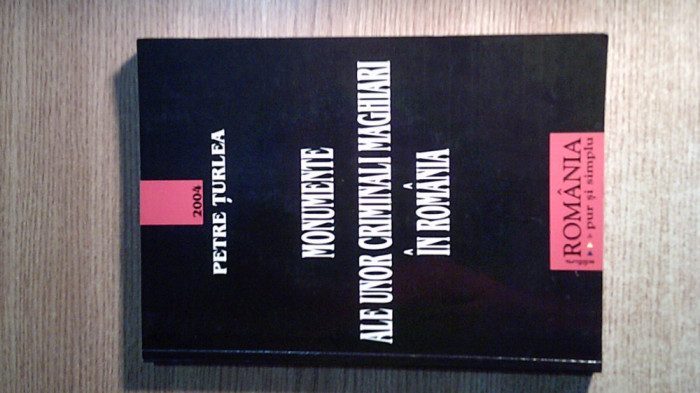 2004
PETRE ȚURLEA
MONUMENTE
ALE UNOR CRIMINALI MAGHIARI
ÎN ROMÂNIA
ROMÂNIA
pur și simplu